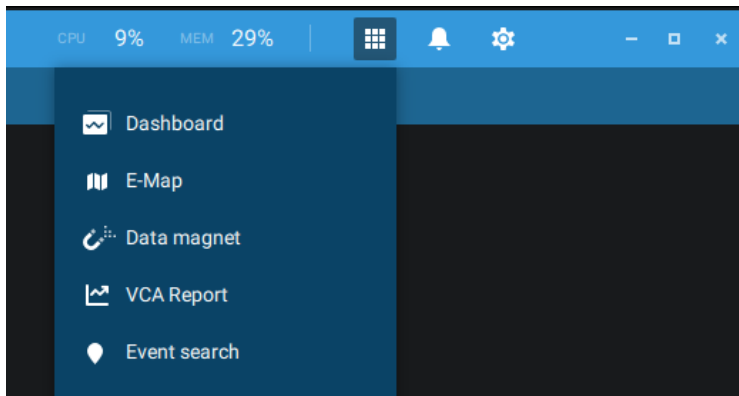 CPU 9% MEM 29%
Dashboard
E-Map
Data magnet
VCA Report
Event search